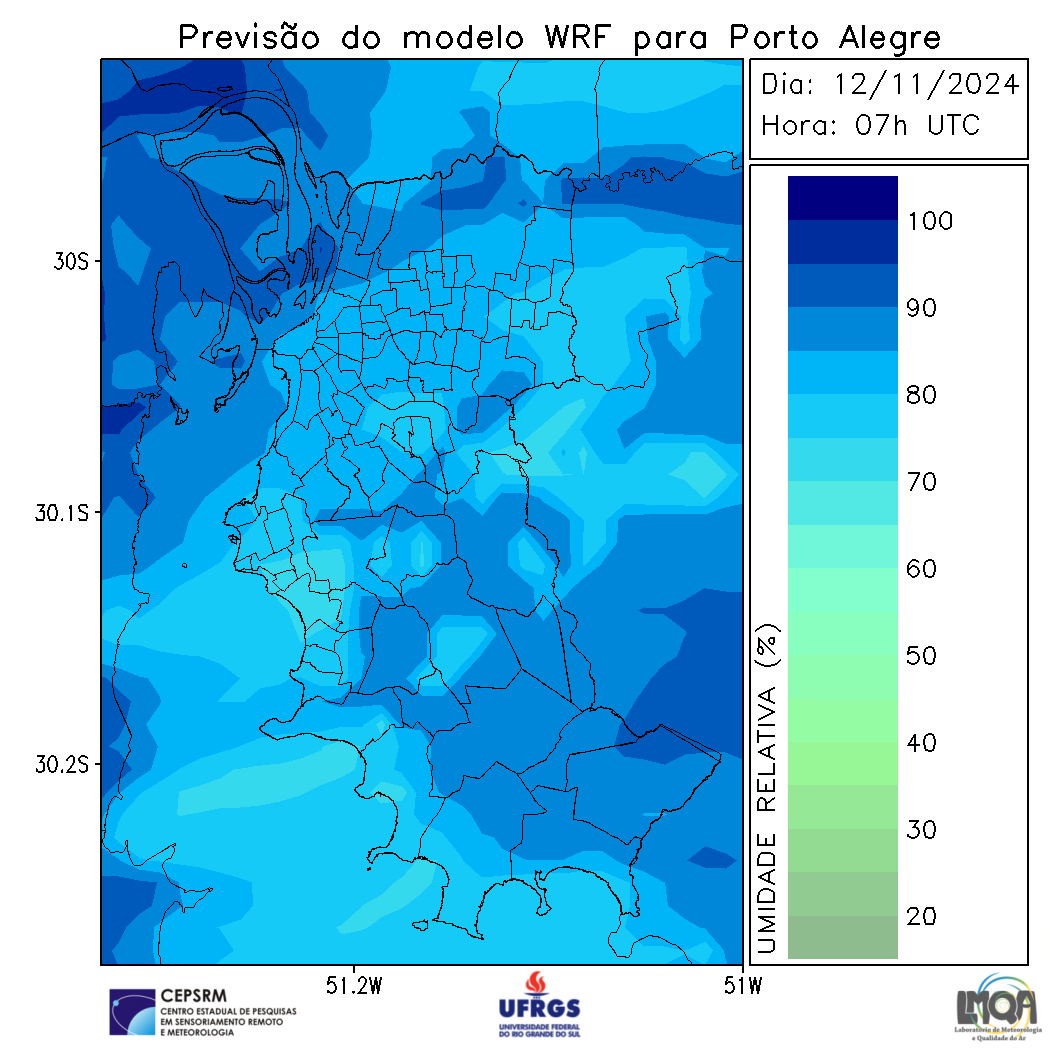 Previsão do modelo WRF para Porto Alegre
Dia: 12/11/2024
Hora: 07h UTC
30S
30.1S
30.2S
51.2W
51W
100
90
80
70
60
50
40
30
20
UMIDADE RELATIVA (%)
CEPSRM
CENTRO ESTADUAL DE PESQUISAS
EM SENSORIAMENTO REMOTO
E METEOROLOGIA
UFRGS
UNIVERSIDADE FEDERAL
DO RIO GRANDE DO SUL
LMQA
Laboratório de Meteorologia
e Qualidade do Ar